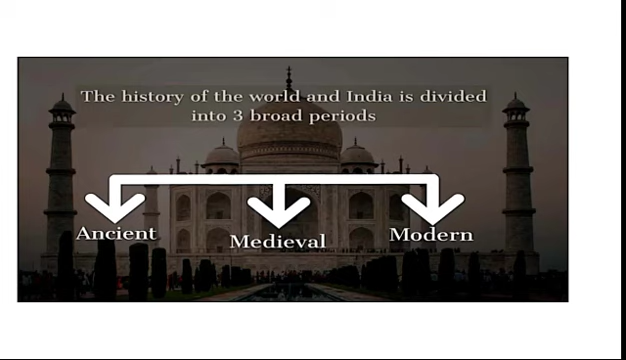 The history of the world and India is divided
into 3 broad periods
Ancient
Medieval
Modern